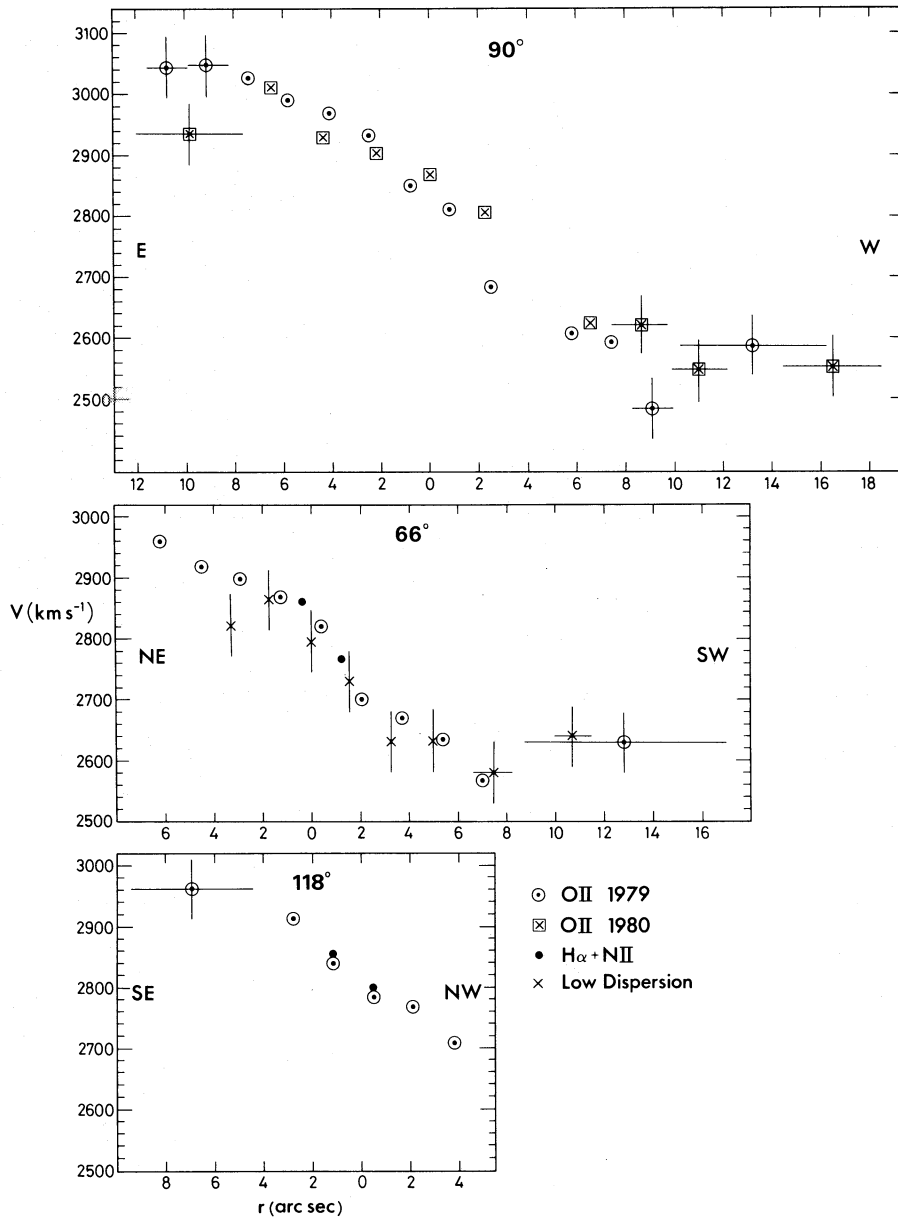 90°
3100
3000
2900
2800
2700
2600
2500
E
W
12 10 8 6 4 2 0 2 4 6 8 10 12 14 16 18
66°
3000
2900
V (km s⁻¹)
2800
2700
2600
2500
NE
SW
6 4 2 0 2 4 6 8 10 12 14 16
118°
3000
2900
2800
2700
2600
2500
SE
NW
8 6 4 2 0 2 4
r (arc sec)
OII 1979
OII 1980
Hα + NII
Low Dispersion